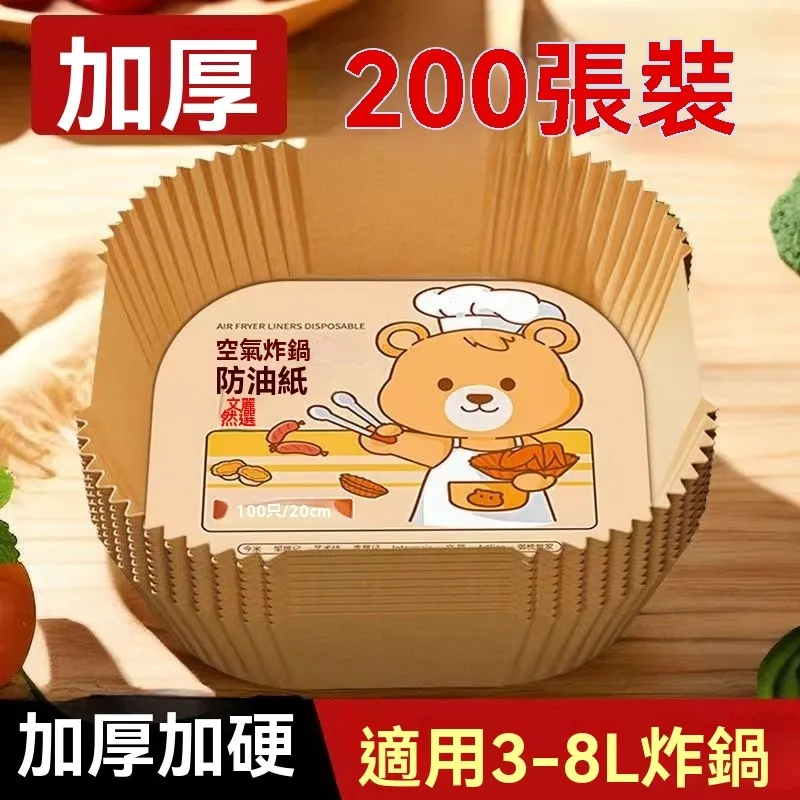 加厚
200張裝
AIR FRYER LINERS DISPOSABLE
空氣炸鍋
防油紙
文麗
然選
100只/20cm
加厚加硬
適用3-8L炸鍋